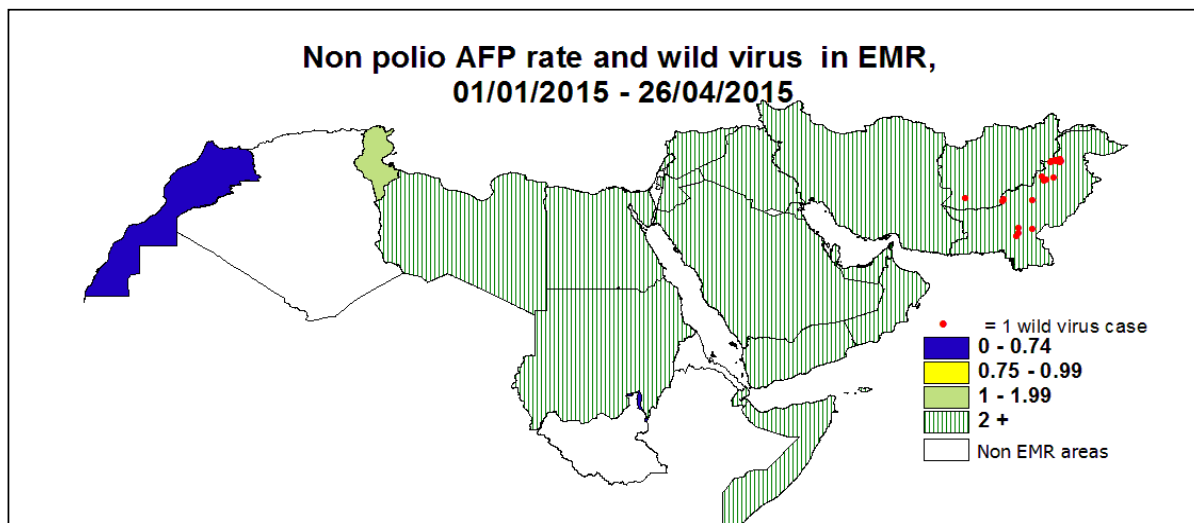 Non polio AFP rate and wild virus in EMR,
01/01/2015 - 26/04/2015
= 1 wild virus case
0 - 0.74
0.75 - 0.99
1 - 1.99
2 +
Non EMR areas